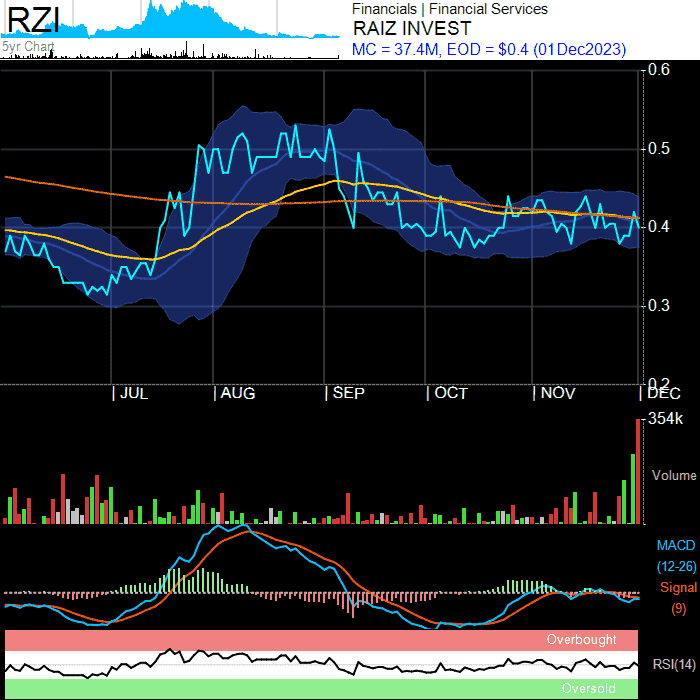 RZI
5yr Chart
Financials | Financial Services
RAIZ INVEST
MC = 37.4M, EOD = $0.4 (01Dec2023)
0.6
0.5
0.4
0.3
0.2
| JUL | AUG | SEP | OCT | NOV | DEC
354k
Volume
MACD
(12-26)
Signal
(9)
Overbought
RSI(14)
Oversold